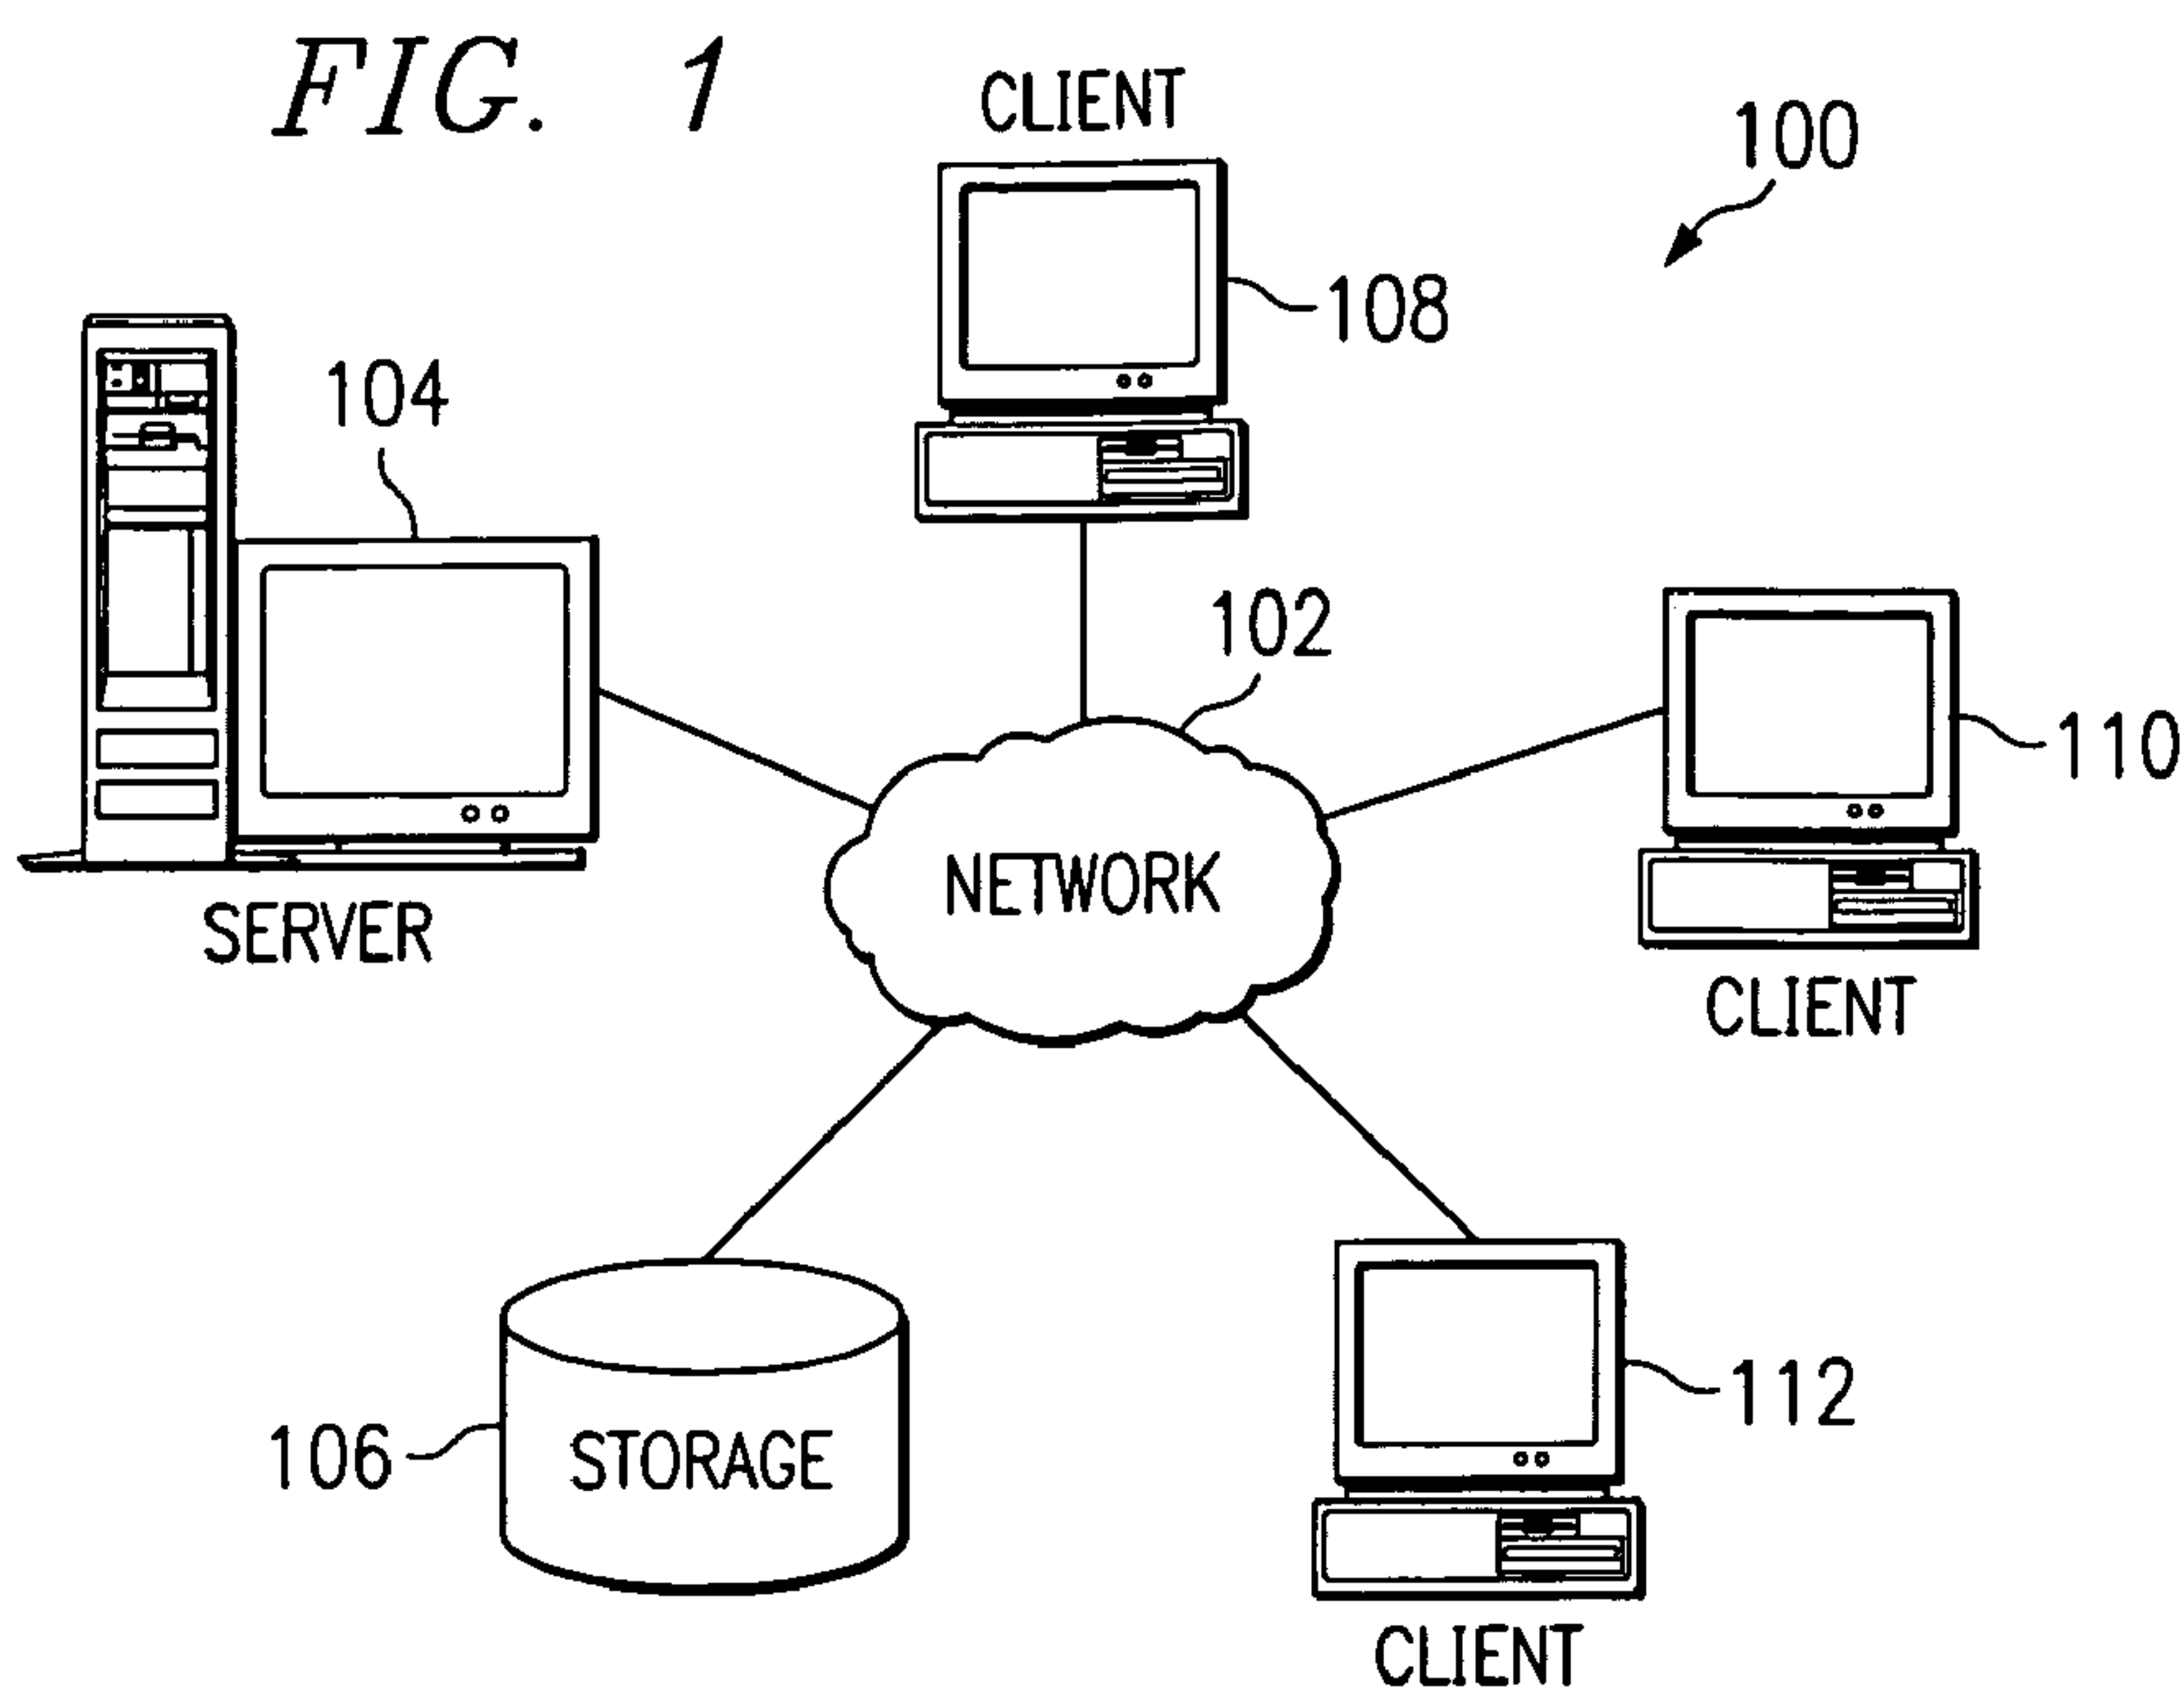 FIG. 1
CLIENT
100
108
104
102
110
NETWORK
SERVER
CLIENT
112
106
STORAGE
CLIENT